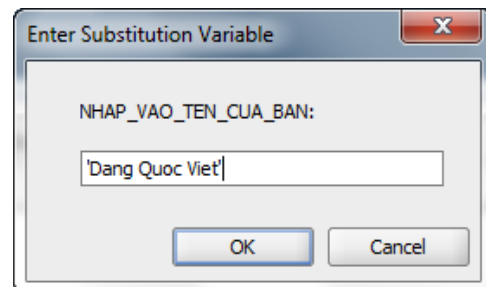 Enter Substitution Variable
NHAP_VAO_TEN_CUA_BAN:
'Dang Quoc Viet'
OK
Cancel